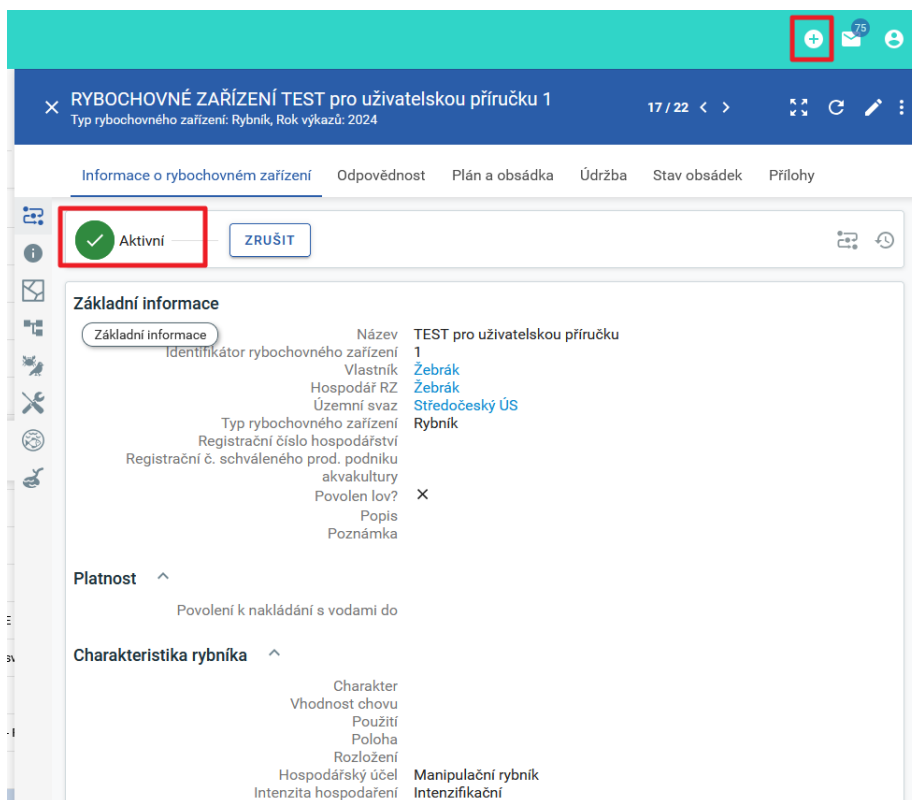 75
RYBOCHOVNÉ ZAŘÍZENÍ TEST pro uživatelskou příručku 1
17 / 22
Typ rybochovného zařízení: Rybník, Rok výkazů: 2024
Informace o rybochovném zařízení Odpovědnost Plán a obsádka Údržba Stav obsádek Přílohy
Aktivní ZRUŠIT
Základní informace
Základní informace
Název TEST pro uživatelskou příručku
Identifikátor rybochovného zařízení 1
Vlastník Žebrák
Hospodář RZ Žebrák
Územní svaz Středočeský ÚS
Typ rybochovného zařízení Rybník
Registrační číslo hospodářství
Registrační č. schváleného prod. podniku
akvakultury
Povolen lov?
Popis
Poznámka
Platnost
Povolení k nakládání s vodami do
Charakteristika rybníka
Charakter
Vhodnost chovu
Použití
Poloha
Rozložení
Hospodářský účel Manipulační rybník
Intenzita hospodaření Intenzifikační